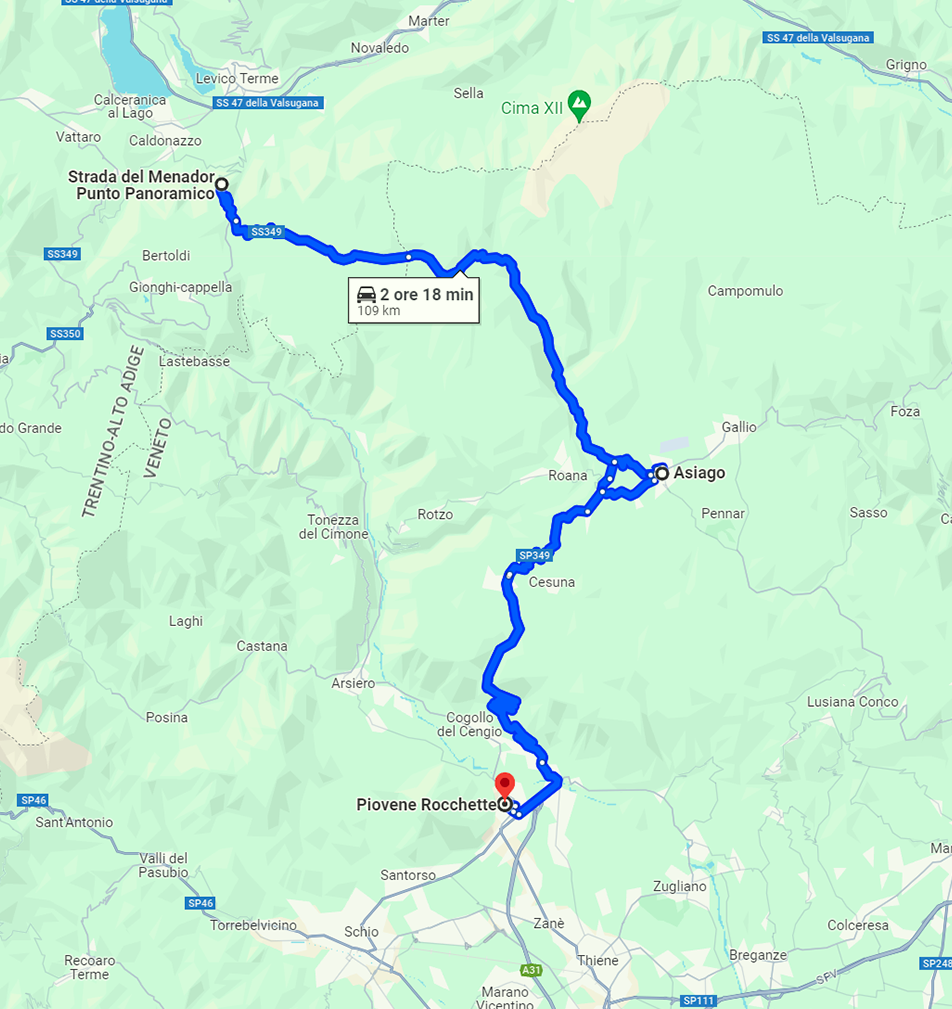 SS 47 della Valsugana
Marter
SS 47 della Valsugana
Novaledo
Grigno
Levico Terme
Sella
Calceranica
al Lago
SS 47 della Valsugana
Cima XII
Vattaro
Caldonazzo
Strada del Menador
Punto Panoramico
SS349
SS349
Bertoldi
Gionghi-cappella
2 ore 18 min
109 km
Campomulo
SS350
Lastebasse
TRENTINO-ALTO ADIGE
VENETO
do Grande
Foza
Gallio
Roana
Asiago
Rotzo
Pennar
Sasso
Tonezza
del Cimone
SP349
Cesuna
Laghi
Castana
Arsiero
Posina
Lusiana Conco
Cogollo
del Cengio
SP46
Piovene Rocchette
Sant'Antonio
Valli del
Pasubio
Santorso
Zugliano
SP46
Torrebelvicino
Schio
Zanè
Colceresa
Recoaro
Terme
Thiene
Breganze
SP248
A31
SFV
Marano
Vicentino
SP111